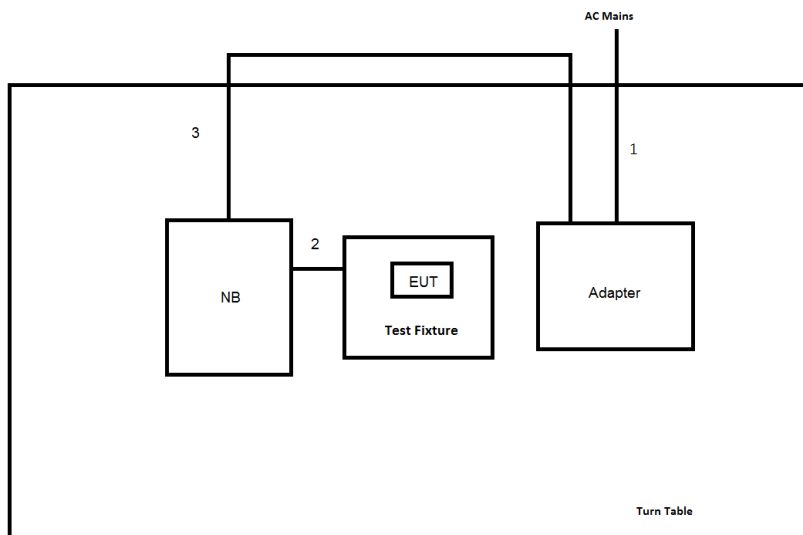 AC Mains
3
1
2
NB
EUT
Adapter
Test Fixture
Turn Table